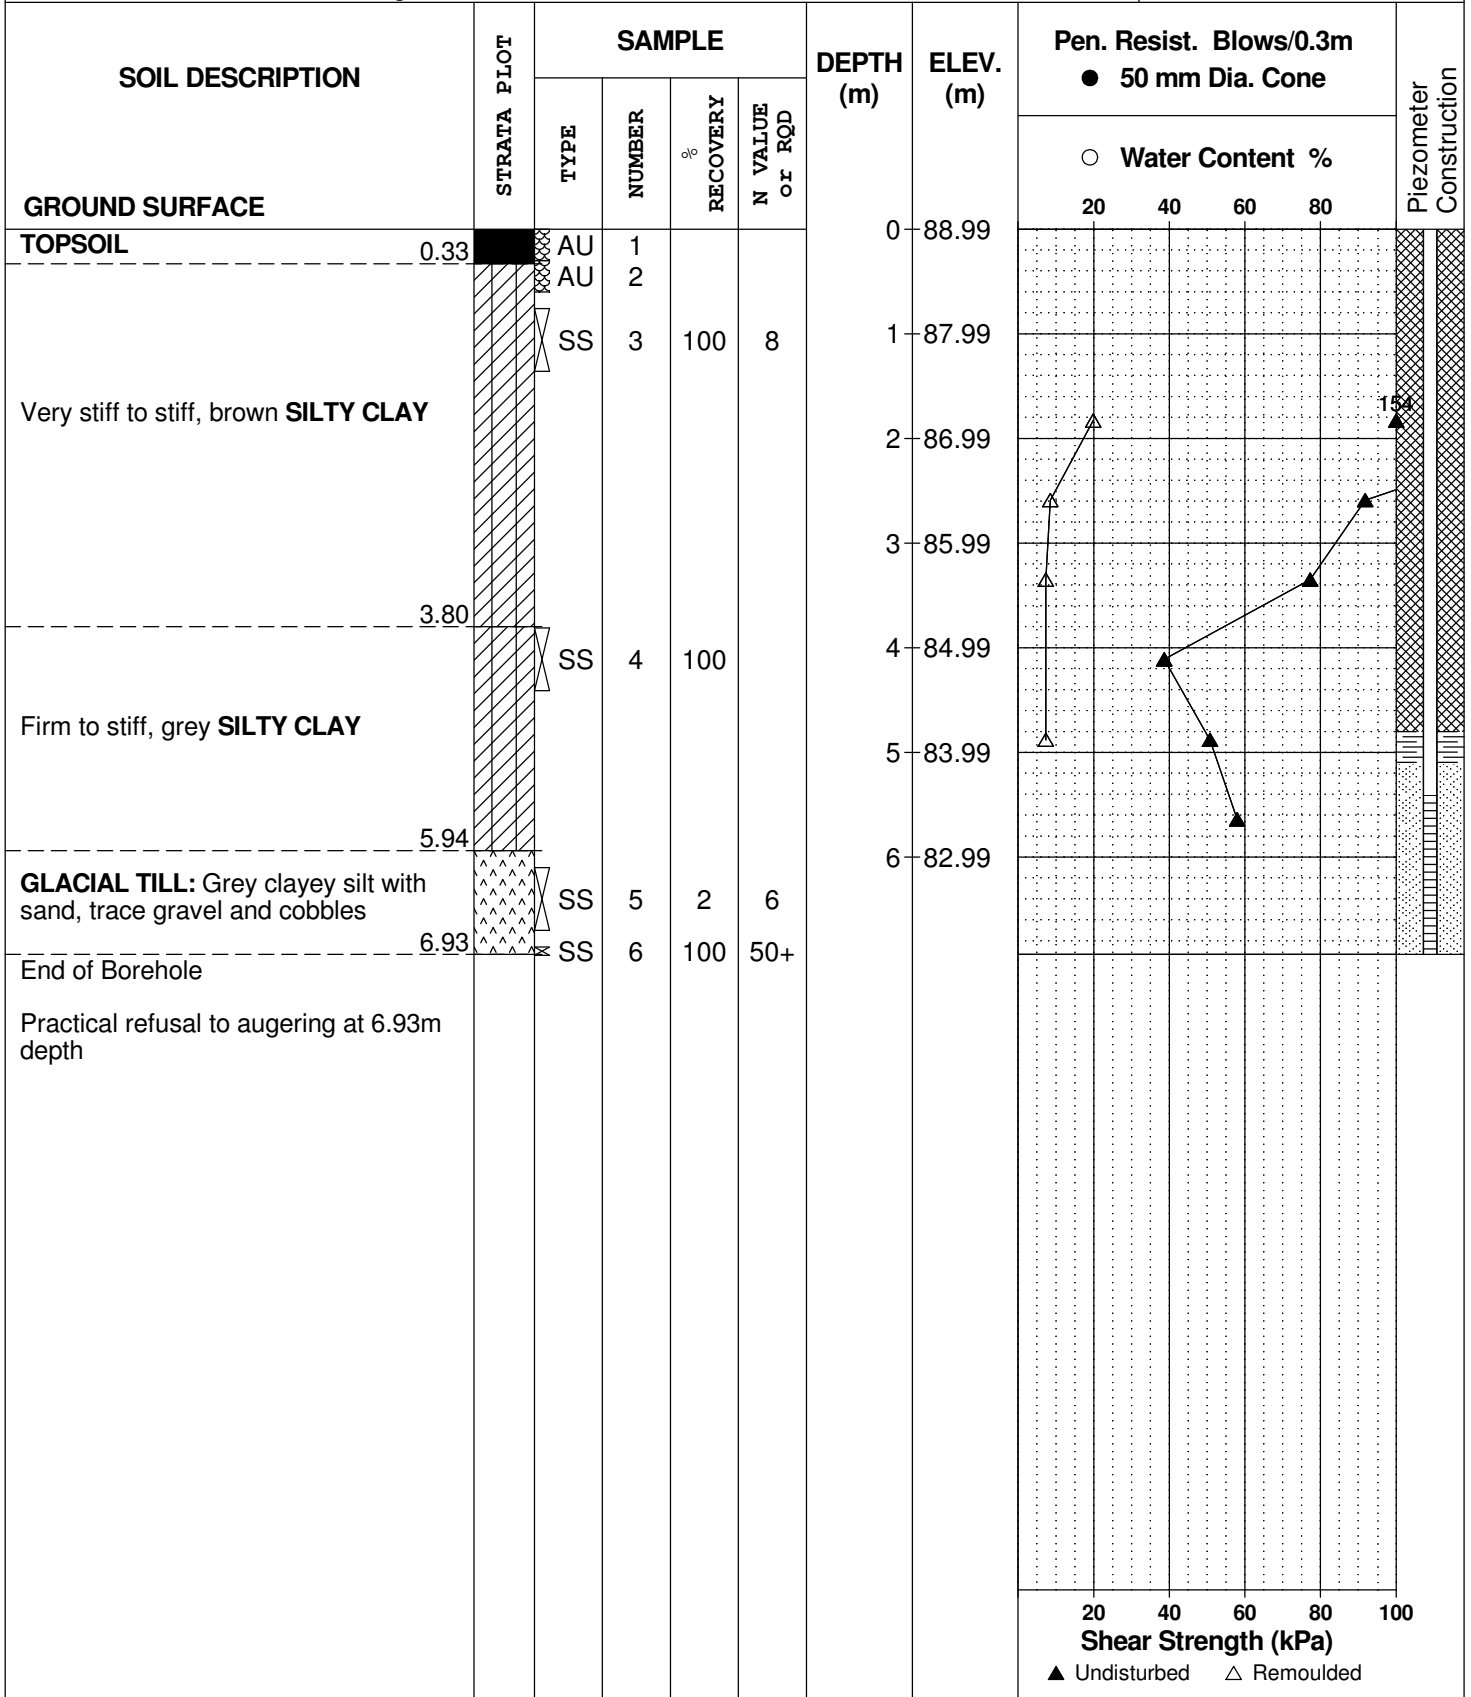 SOIL DESCRIPTION
GROUND SURFACE
STRATA PLOT
SAMPLE
TYPE
NUMBER
% RECOVERY
N VALUE or RQD
DEPTH (m)
ELEV. (m)
Pen. Resist. Blows/0.3m
● 50 mm Dia. Cone
○ Water Content %
20 40 60 80
Piezometer Construction
TOPSOIL
0.33
AU 1
AU 2
SS 3 100 8
Very stiff to stiff, brown SILTY CLAY
3.80
SS 4 100
Firm to stiff, grey SILTY CLAY
5.94
GLACIAL TILL: Grey clayey silt with
sand, trace gravel and cobbles
SS 5 2 6
6.93
SS 6 100 50+
End of Borehole
Practical refusal to augering at 6.93m
depth
0 88.99
1 87.99
2 86.99
3 85.99
4 84.99
5 83.99
6 82.99
154
20 40 60 80 100
Shear Strength (kPa)
▲ Undisturbed △ Remoulded